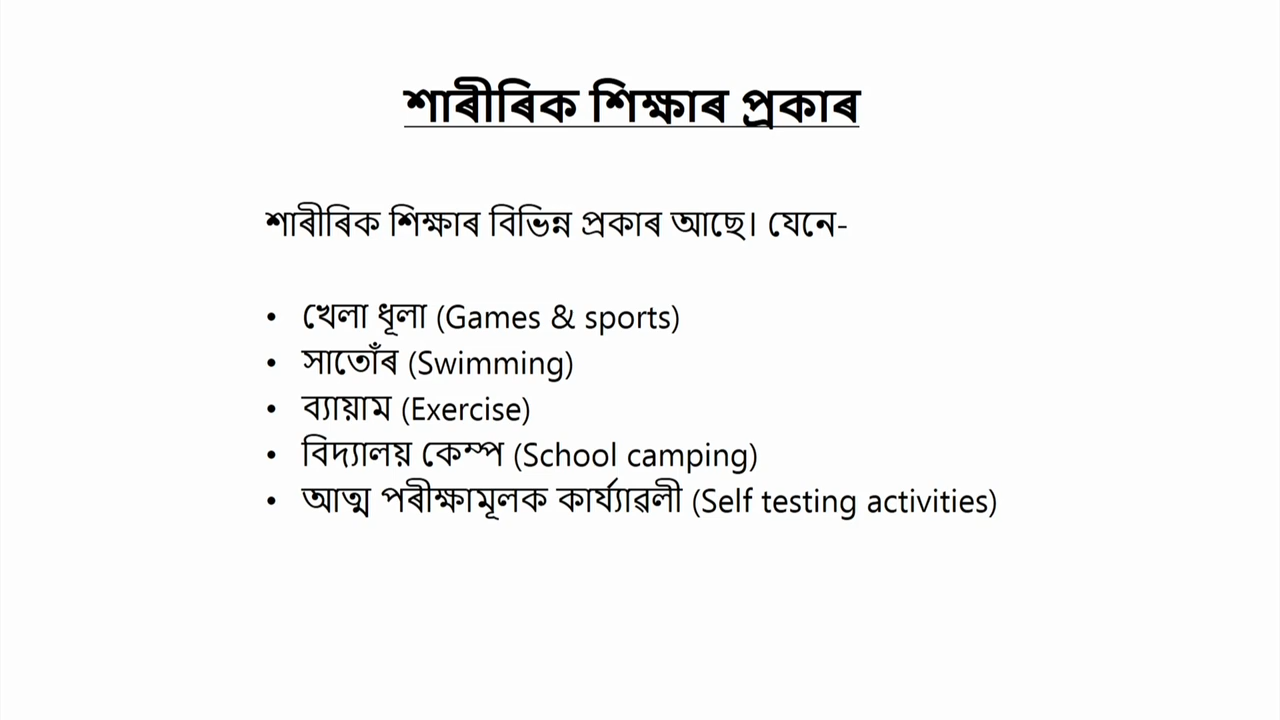 শাৰীৰিক শিক্ষাৰ প্ৰকাৰ
শাৰীৰিক শিক্ষাৰ বিভিন্ন প্ৰকাৰ আছে। যেনে-
• খেলা ধূলা (Games & sports)
• সাতোঁৰ (Swimming)
• ব্যায়াম (Exercise)
• বিদ্যালয় কেম্প (School camping)
• আত্ম পৰীক্ষামূলক কাৰ্য্যাৱলী (Self testing activities)